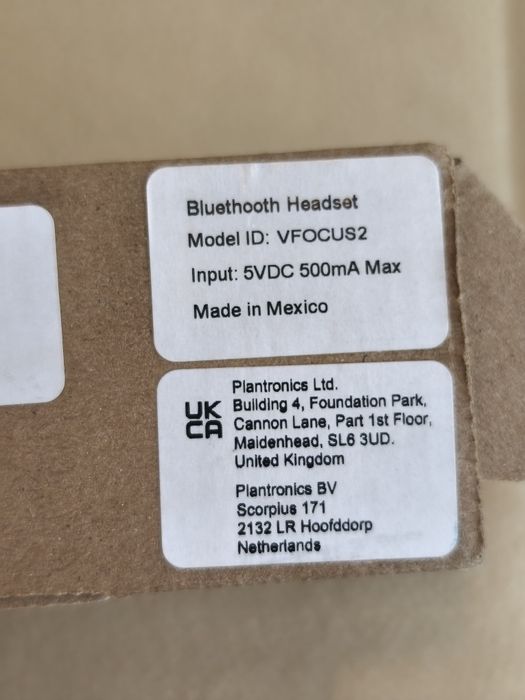 Bluethooth Headset
Model ID: VFOCUS2
Input: 5VDC 500mA Max
Made in Mexico
UK
CA
Plantronics Ltd.
Building 4, Foundation Park,
Cannon Lane, Part 1st Floor,
Maidenhead, SL6 3UD.
United Kingdom
Plantronics BV
Scorpius 171
2132 LR Hoofddorp
Netherlands